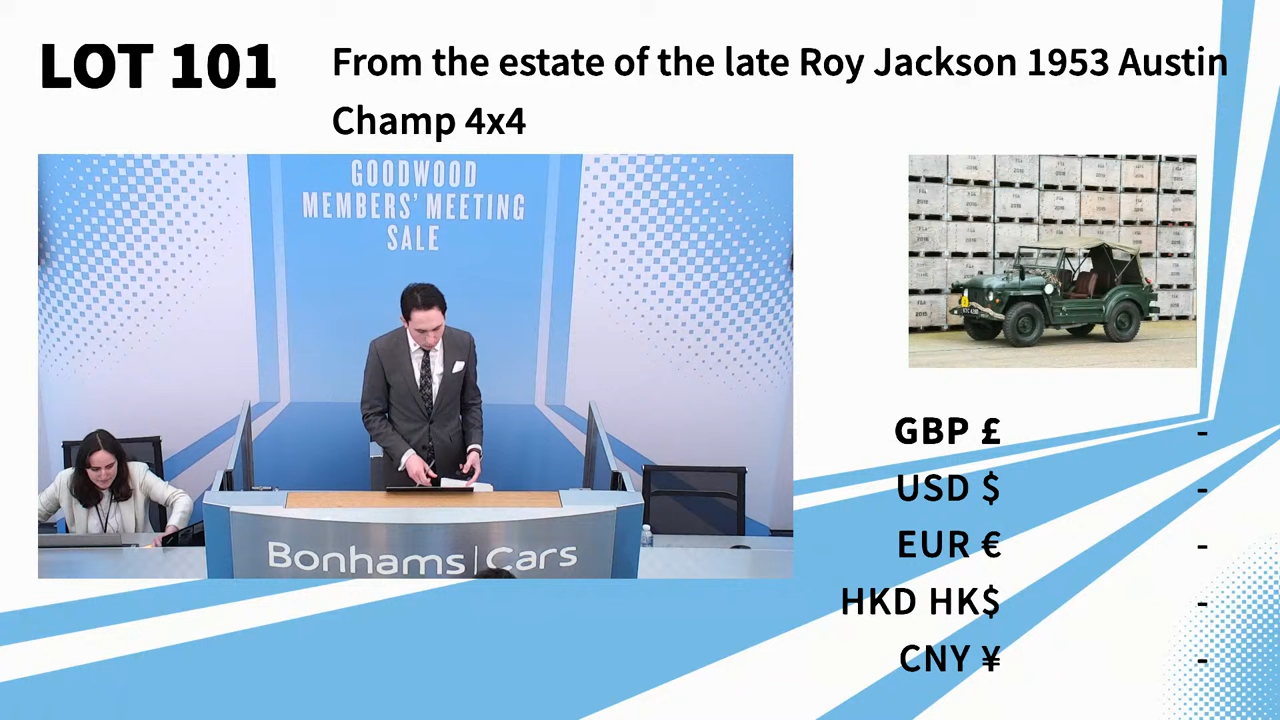 LOT 101
From the estate of the late Roy Jackson 1953 Austin
Champ 4x4
GOODWOOD
MEMBERS' MEETING
SALE
Bonhams|Cars
GBP £ -
USD $ -
EUR € -
HKD HK$ -
CNY ¥ -